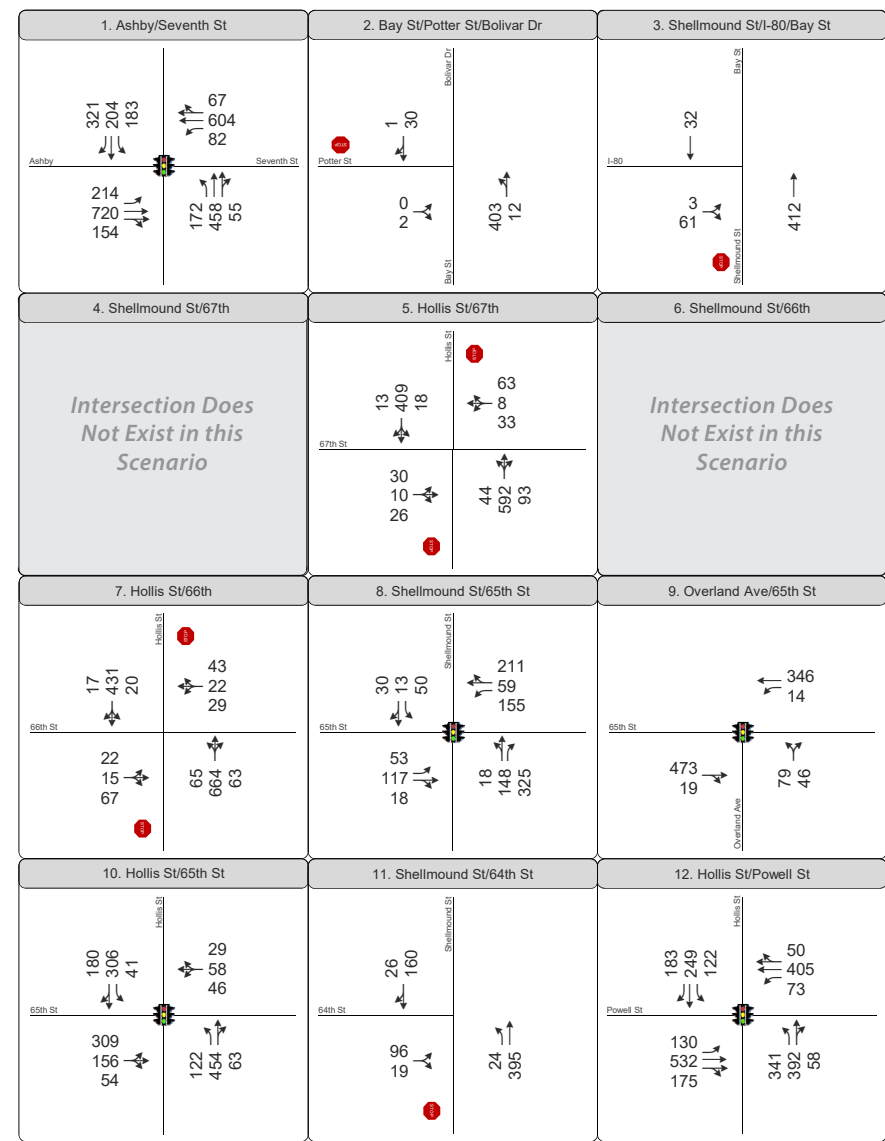 1. Ashby/Seventh St
321
204
183
67
604
82
Ashby
Seventh St
214
720
154
172
458
55
2. Bay St/Potter St/Bolivar Dr
Bolivar Dr
1
30
STOP
Potter St
0
2
403
12
Bay St
3. Shellmound St/I-80/Bay St
Bay St
32
I-80
3
61
412
STOP
Shellmound St
4. Shellmound St/67th
Intersection Does
Not Exist in this
Scenario
5. Hollis St/67th
Hollis St
STOP
13
409
18
63
8
33
67th St
30
10
26
44
592
93
STOP
6. Shellmound St/66th
Intersection Does
Not Exist in this
Scenario
7. Hollis St/66th
Hollis St
STOP
17
431
20
43
22
29
66th St
22
15
67
65
664
63
STOP
8. Shellmound St/65th St
Shellmound St
30
13
50
211
59
155
65th St
53
117
18
18
148
325
9. Overland Ave/65th St
346
14
65th St
473
19
79
46
Overland Ave
10. Hollis St/65th St
Hollis St
180
306
41
29
58
46
65th St
309
156
54
122
454
63
11. Shellmound St/64th St
Shellmound St
26
160
64th St
96
19
24
395
STOP
12. Hollis St/Powell St
Hollis St
183
249
122
50
405
73
Powell St
130
532
175
341
392
58